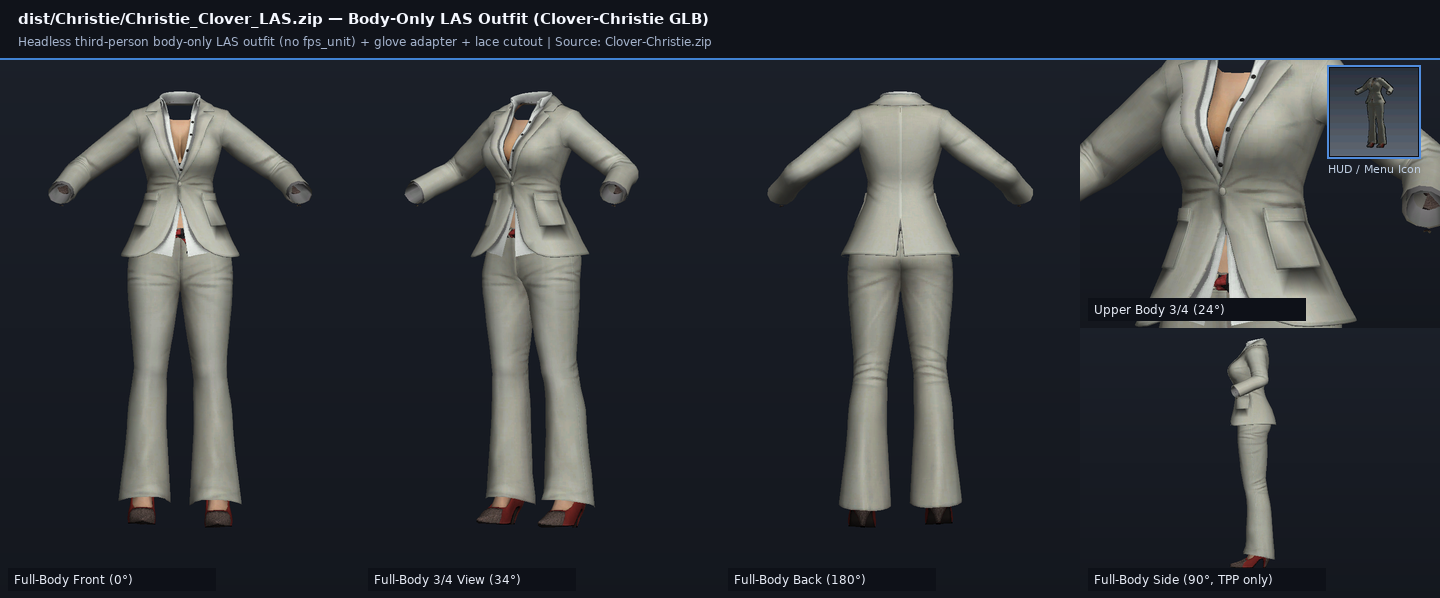 dist/Christie/Christie_Clover_LAS.zip — Body-Only LAS Outfit (Clover-Christie GLB)
Headless third-person body-only LAS outfit (no fps_unit) + glove adapter + lace cutout | Source: Clover-Christie.zip
HUD / Menu Icon
Upper Body 3/4 (24°)
Full-Body Front (0°)
Full-Body 3/4 View (34°)
Full-Body Back (180°)
Full-Body Side (90°, TPP only)